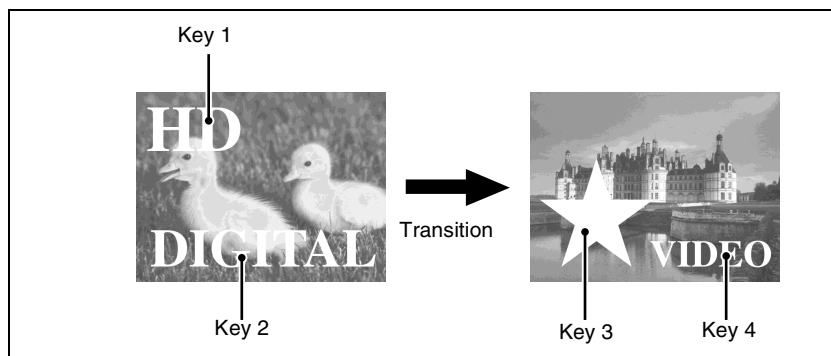 Key 1
HD
DIGITAL
Key 2
Transition
VIDEO
Key 3
Key 4